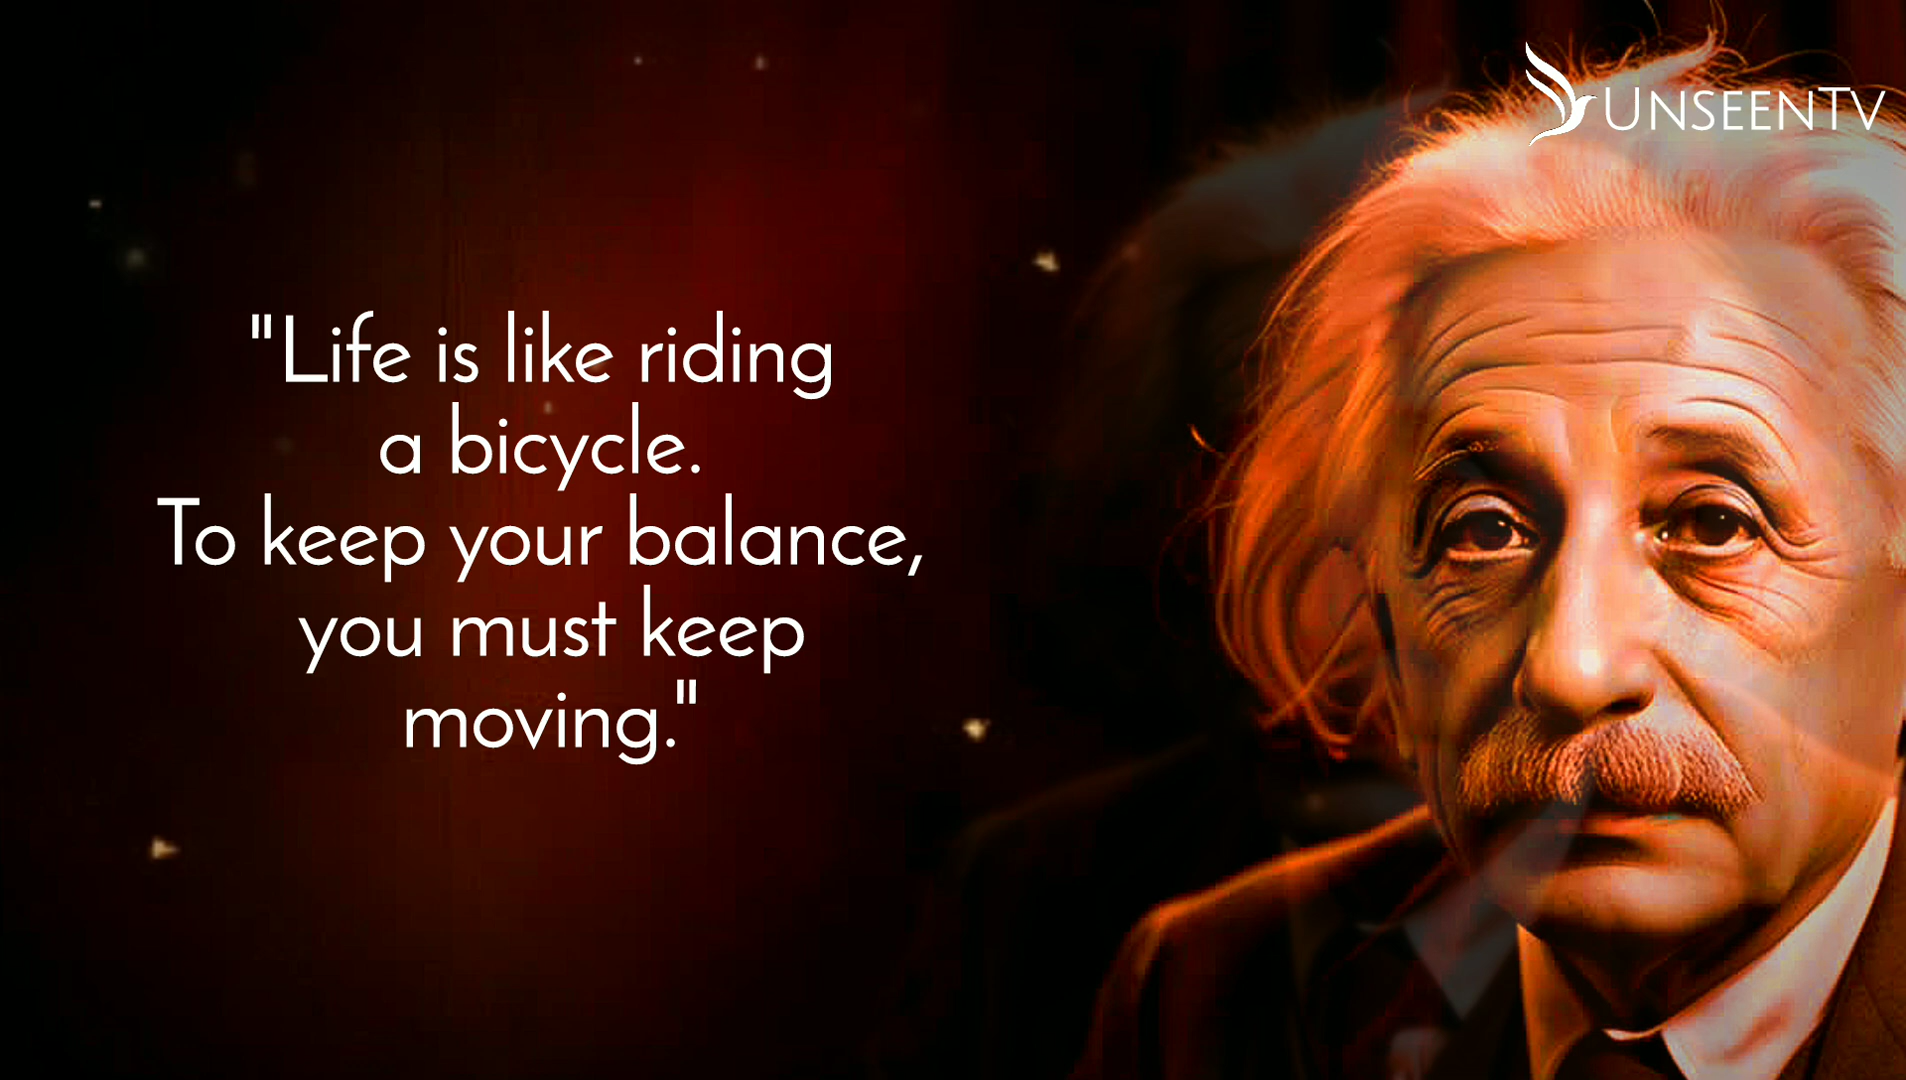 UNSEENTV
"Life is like riding
a bicycle.
To keep your balance,
you must keep
moving."